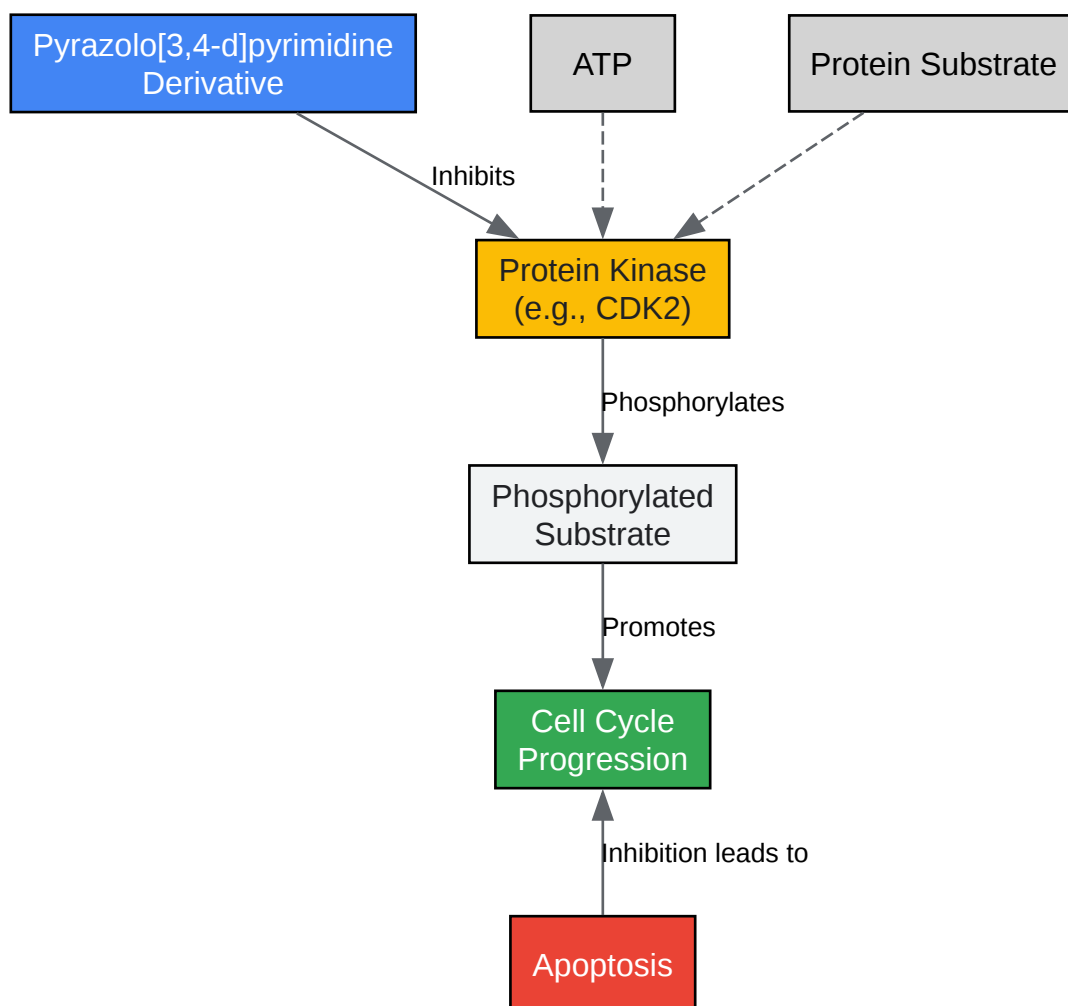 Pyrazolo[3,4-d]pyrimidine
Derivative
ATP
Protein Substrate
Inhibits
Protein Kinase
(e.g., CDK2)
Phosphorylates
Phosphorylated
Substrate
Promotes
Cell Cycle
Progression
Inhibition leads to
Apoptosis